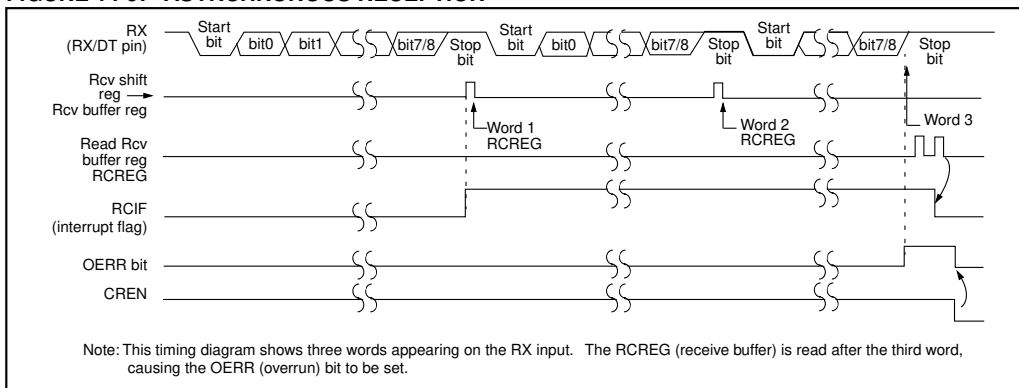 RX
(RX/DT pin)
Start
bit
bit0
bit1
bit7/8
Stop
bit
Start
bit
bit0
bit7/8
Stop
bit
Start
bit
bit7/8
Stop
bit
Rcv shift
reg
Rcv buffer reg
Word 1
RCREG
Word 2
RCREG
Word 3
Read Rcv
buffer reg
RCREG
RCIF
(interrupt flag)
OERR bit
CREN
Note: This timing diagram shows three words appearing on the RX input. The RCREG (receive buffer) is read after the third word,
causing the OERR (overrun) bit to be set.